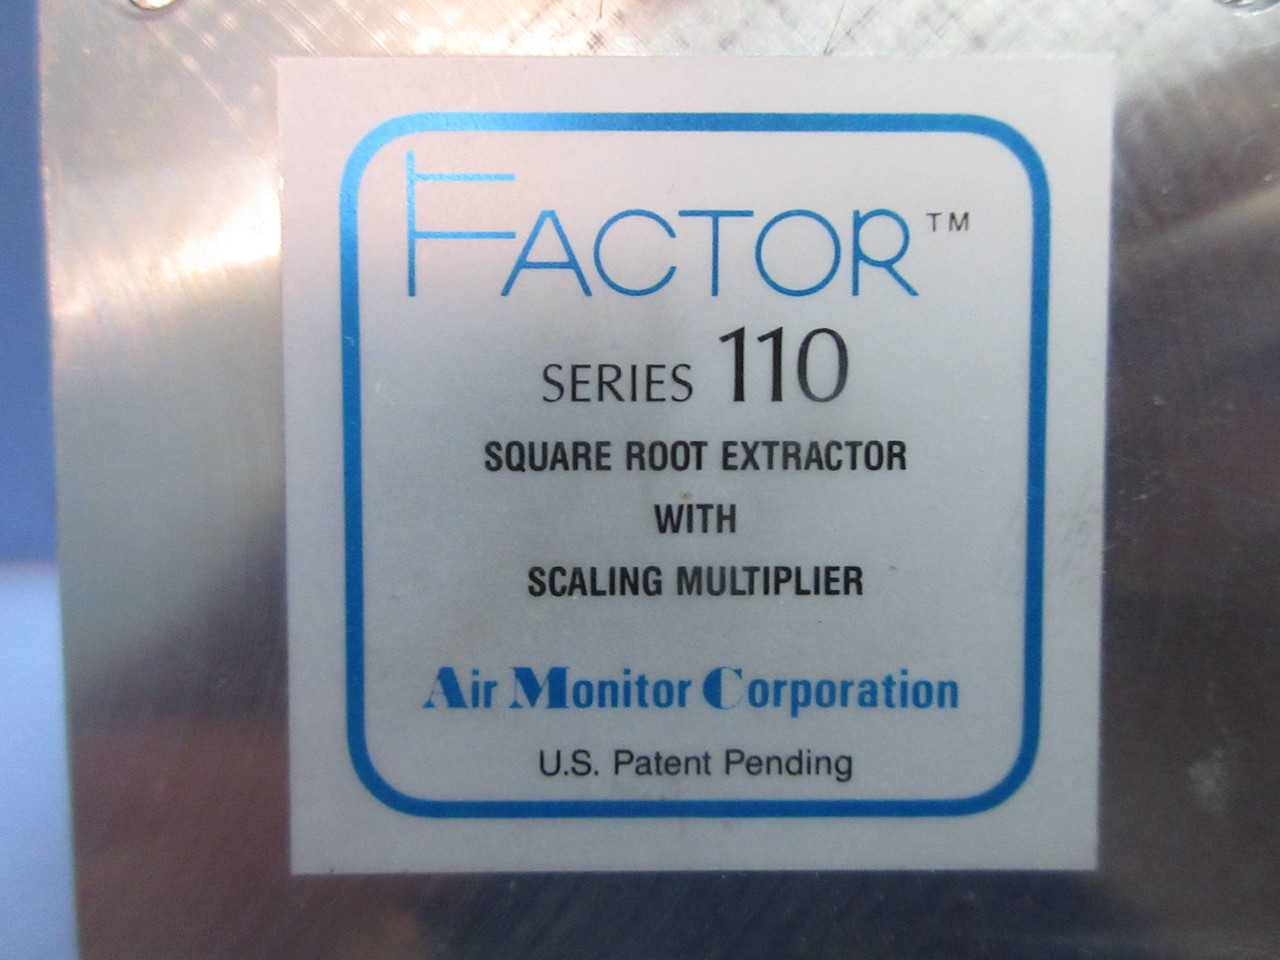 FACTOR™
SERIES 110
SQUARE ROOT EXTRACTOR
WITH
SCALING MULTIPLIER
Air Monitor Corporation
U.S. Patent Pending